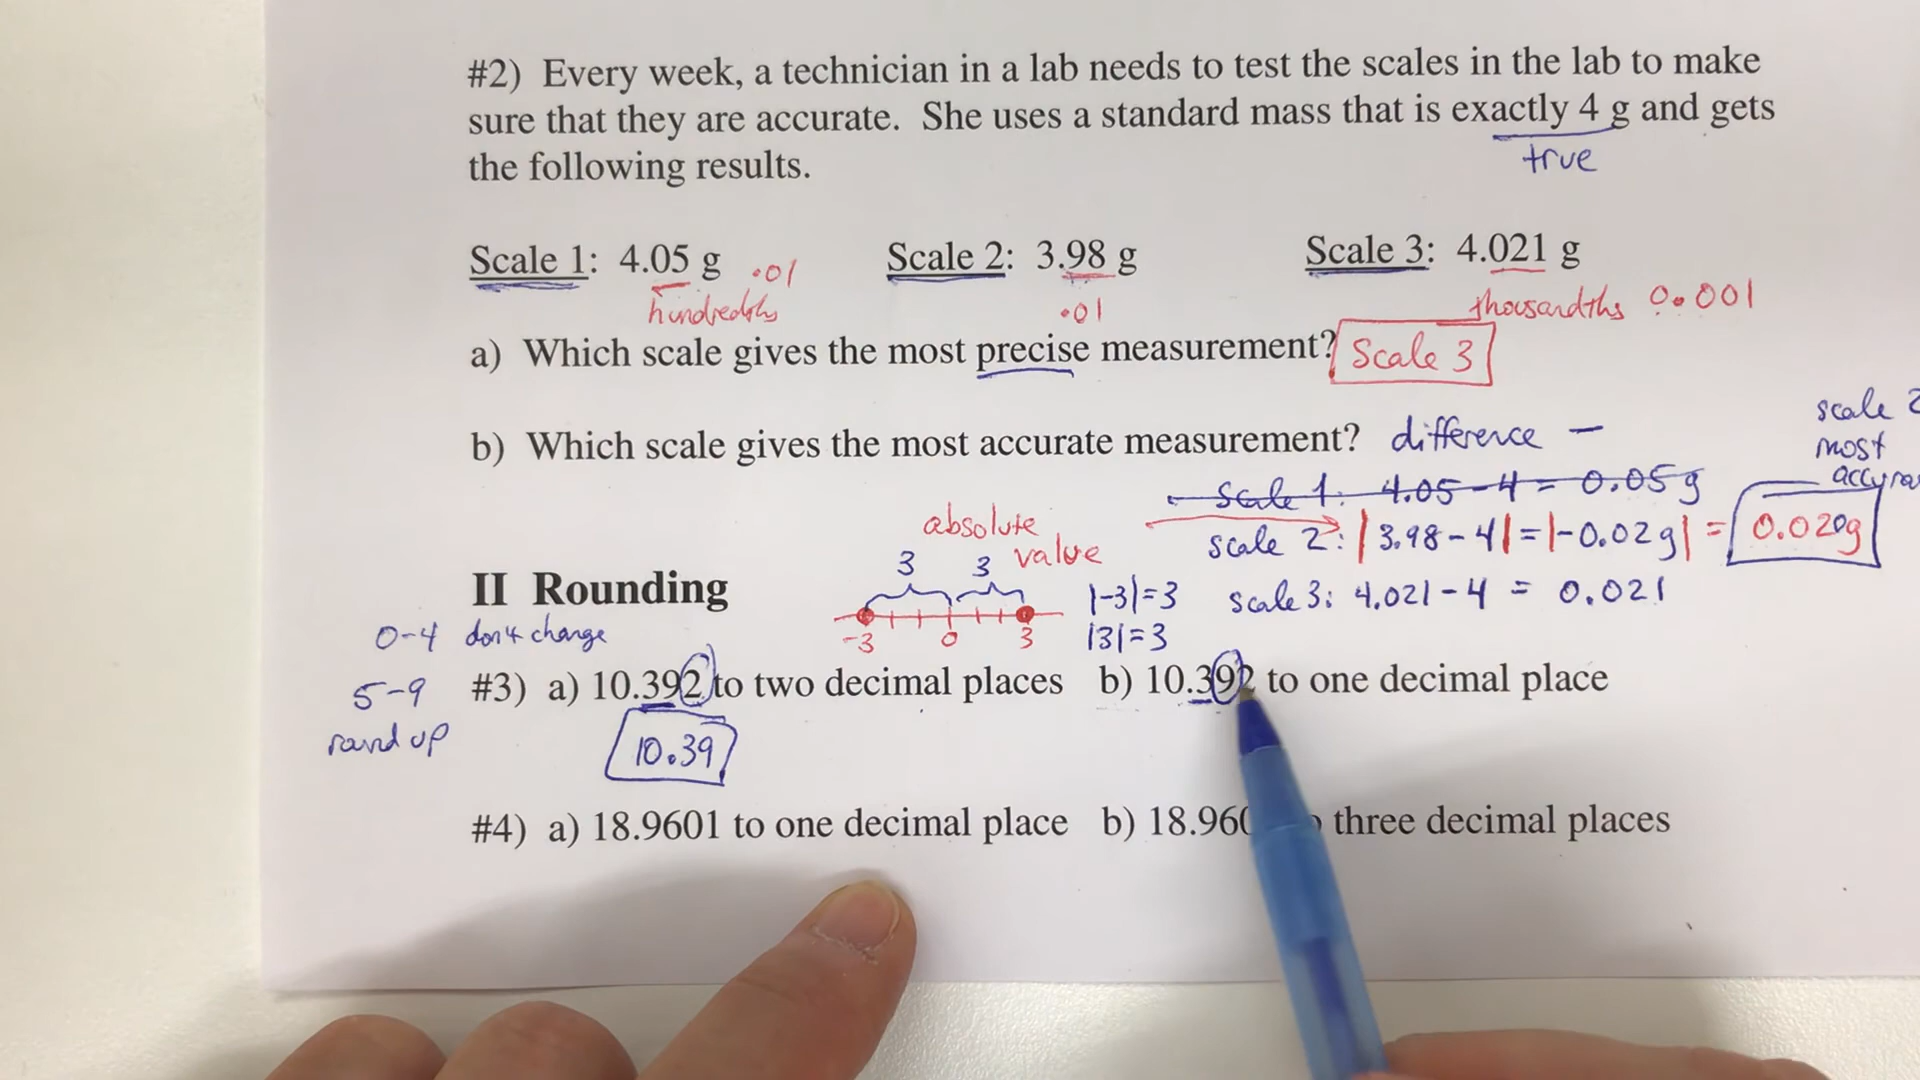 #2) Every week, a technician in a lab needs to test the scales in the lab to make
sure that they are accurate. She uses a standard mass that is exactly 4 g and gets
the following results.
true
Scale 1: 4.05 g
.01
Scale 2: 3.98 g
Scale 3: 4.021 g
hundredths
.01
thousandths 0.001
a) Which scale gives the most precise measurement?
Scale 3
b) Which scale gives the most accurate measurement?
difference -
scale
most
Scale 1: 4.05-4 = 0.05g
scale 2: |3.98-4|=|-0.02g| = 0.020g
scale 3: 4.021-4 = 0.021
absolute
value
3 3
-3 0 3
|-3|=3
|3|=3
II Rounding
0-4 don't change
5-9
round up
#3) a) 10.392 to two decimal places b) 10.392 to one decimal place
10.39
#4) a) 18.9601 to one decimal place b) three decimal places